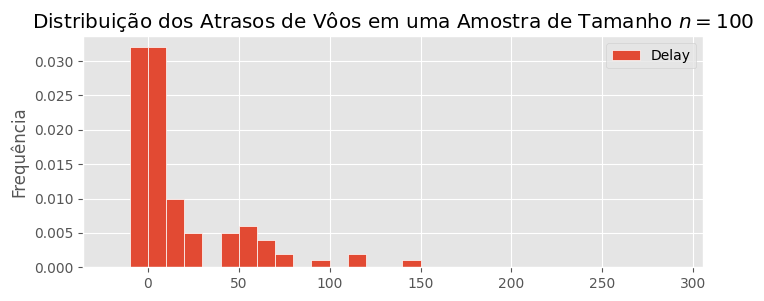 Distribuição dos Atrasos de Vôos em uma Amostra de Tamanho n = 100
Delay
Frequência
0.030
0.025
0.020
0.015
0.010
0.005
0.000
0 50 100 150 200 250 300